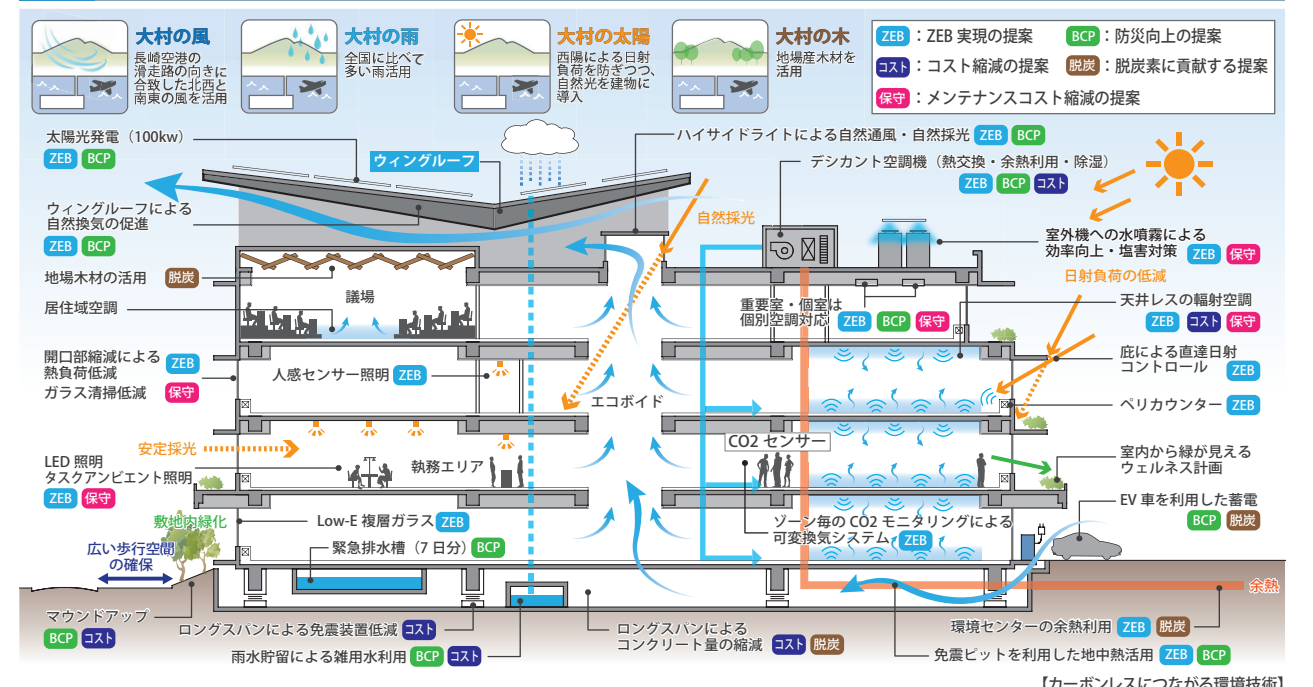 大村の風
長崎空港の
滑走路の向きに
合致した北西と
南東の風を活用
大村の雨
全国に比べて
多い雨活用
大村の太陽
西陽による日射
負荷を防ぎつつ、
自然光を建物に
導入
大村の木
地場産木材を
活用
ZEB：ZEB 実現の提案
BCP：防災向上の提案
コスト：コスト縮減の提案
脱炭：脱炭素に貢献する提案
保守：メンテナンスコスト縮減の提案
太陽光発電（100kw）
ZEB BCP
ウィングルーフ
ハイサイドライトによる自然通風・自然採光 ZEB BCP
デシカント空調機（熱交換・余熱利用・除湿）
ZEB BCP コスト
ウィングルーフによる
自然換気の促進
ZEB BCP
自然採光
室外機への水噴霧による
効率向上・塩害対策 ZEB 保守
地場木材の活用 脱炭
議場
居住域空調
重要室・個室は
個別空調対応 ZEB BCP 保守
日射負荷の低減
天井レスの輻射空調
ZEB コスト 保守
開口部縮減による
熱負荷低減 ZEB
ガラス清掃低減 保守
人感センサー照明 ZEB
エコボイド
庇による直達日射
コントロール ZEB
ペリカウンター ZEB
安定採光
LED 照明
タスクアンビエント照明
ZEB 保守
執務エリア
CO2 センサー
室内から緑が見える
ウェルネス計画
EV 車を利用した蓄電
BCP 脱炭
敷地内緑化
Low-E 複層ガラス ZEB
ゾーン毎の CO2 モニタリングによる
可変換気システム ZEB
広い歩行空間
の確保
緊急排水槽（7 日分）BCP
余熱
マウンドアップ
BCP コスト
ロングスパンによる免震装置低減 コスト
雨水貯留による雑用水利用 BCP コスト
ロングスパンによる
コンクリート量の縮減 コスト 脱炭
環境センターの余熱利用 ZEB 脱炭
免震ピットを利用した地中熱活用 ZEB BCP
【カーボンレスにつながる環境技術】